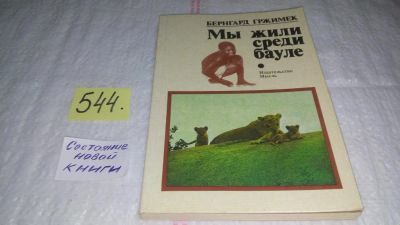 БЕРНГАРД ГРЖИМЕК
Мы жили
среди
бауле
Издательство
Мысль
544.
Состояние
новой
книги